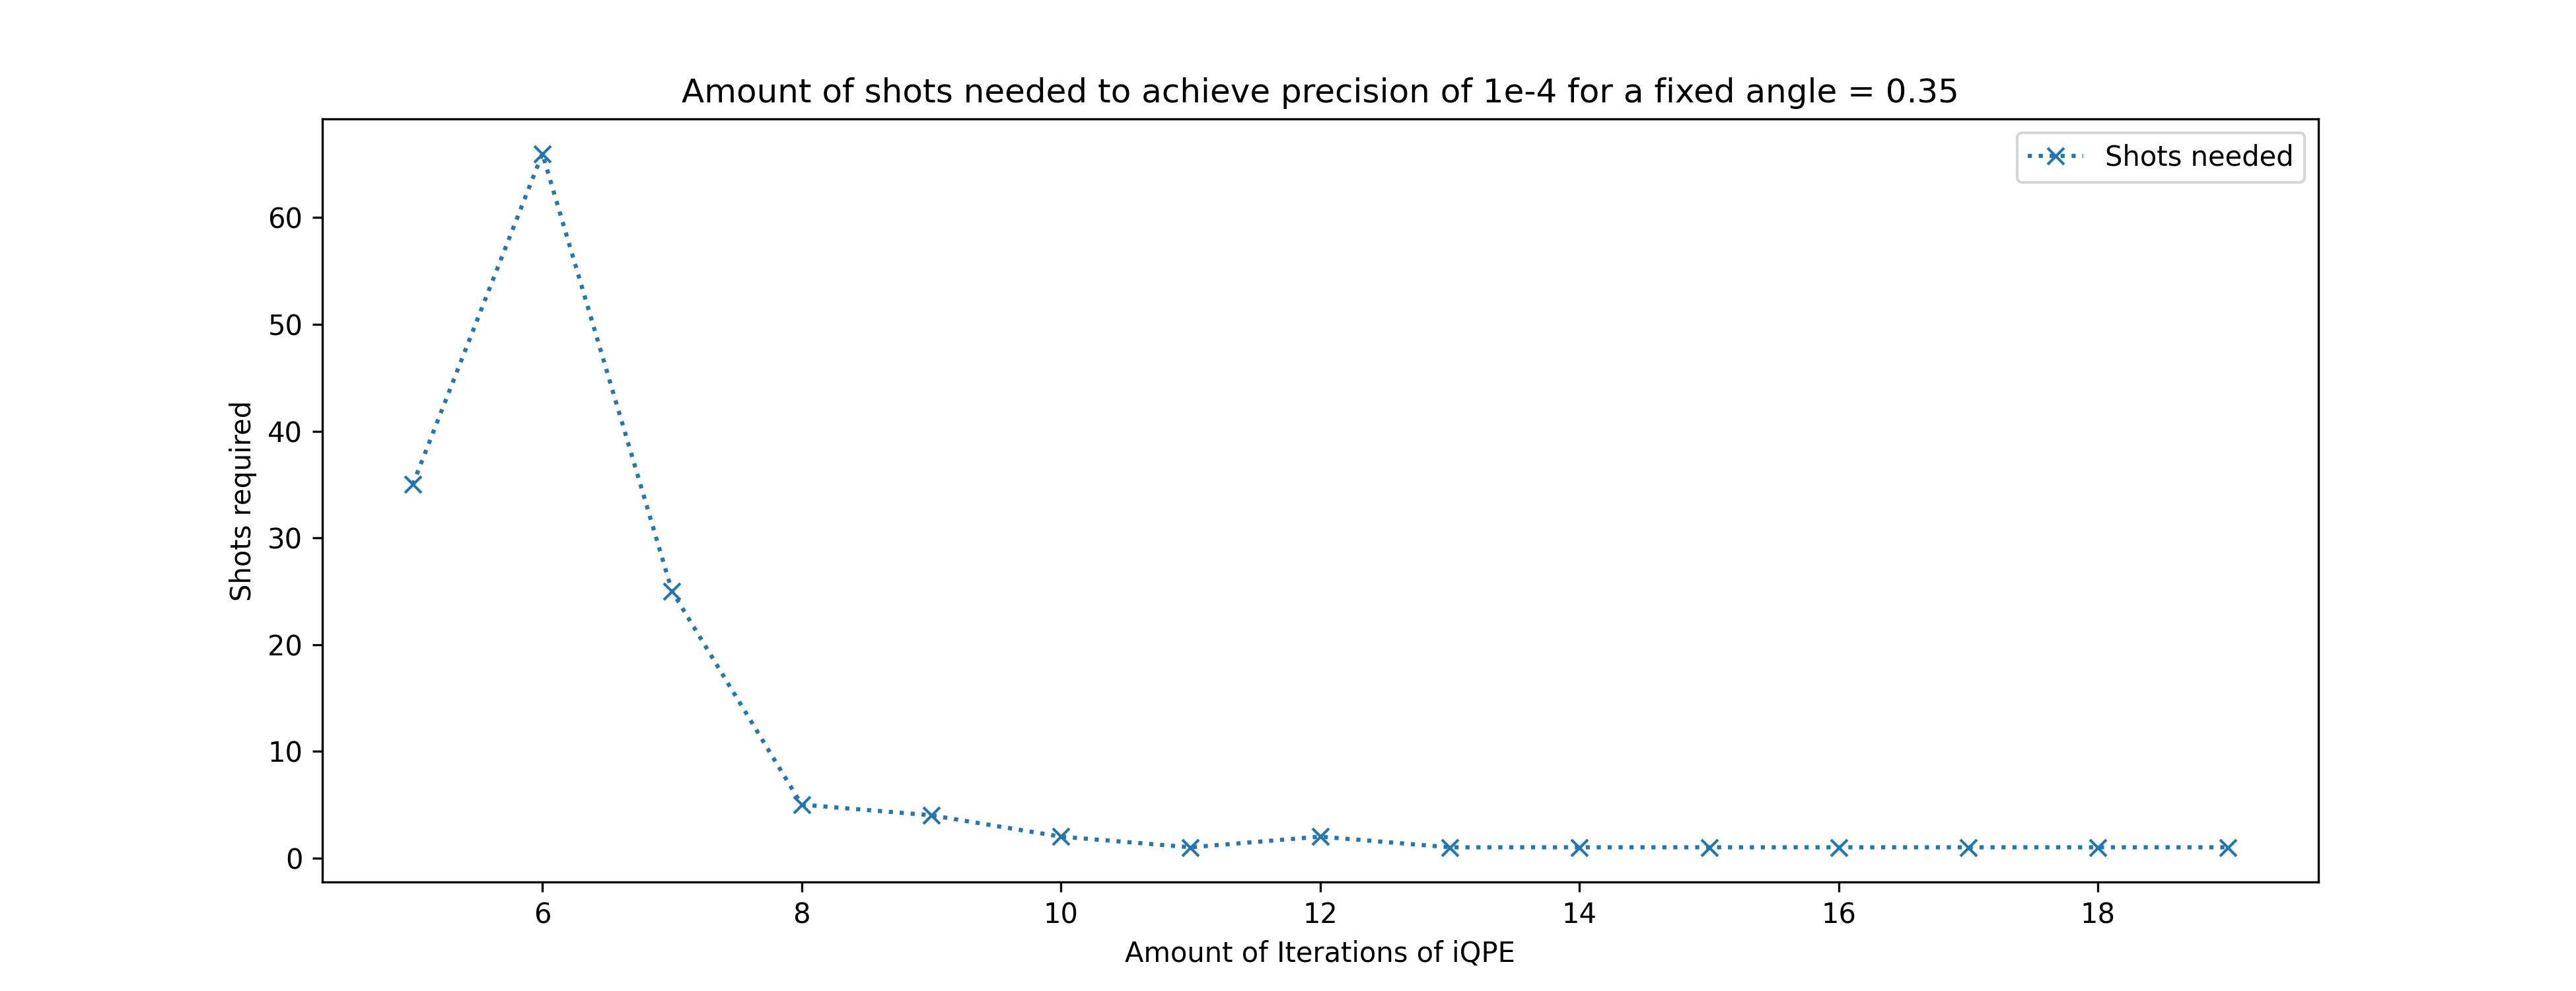 Amount of shots needed to achieve precision of 1e-4 for a fixed angle = 0.35
Shots needed
60
50
40
30
20
10
0
Shots required
6 8 10 12 14 16 18
Amount of Iterations of iQPE